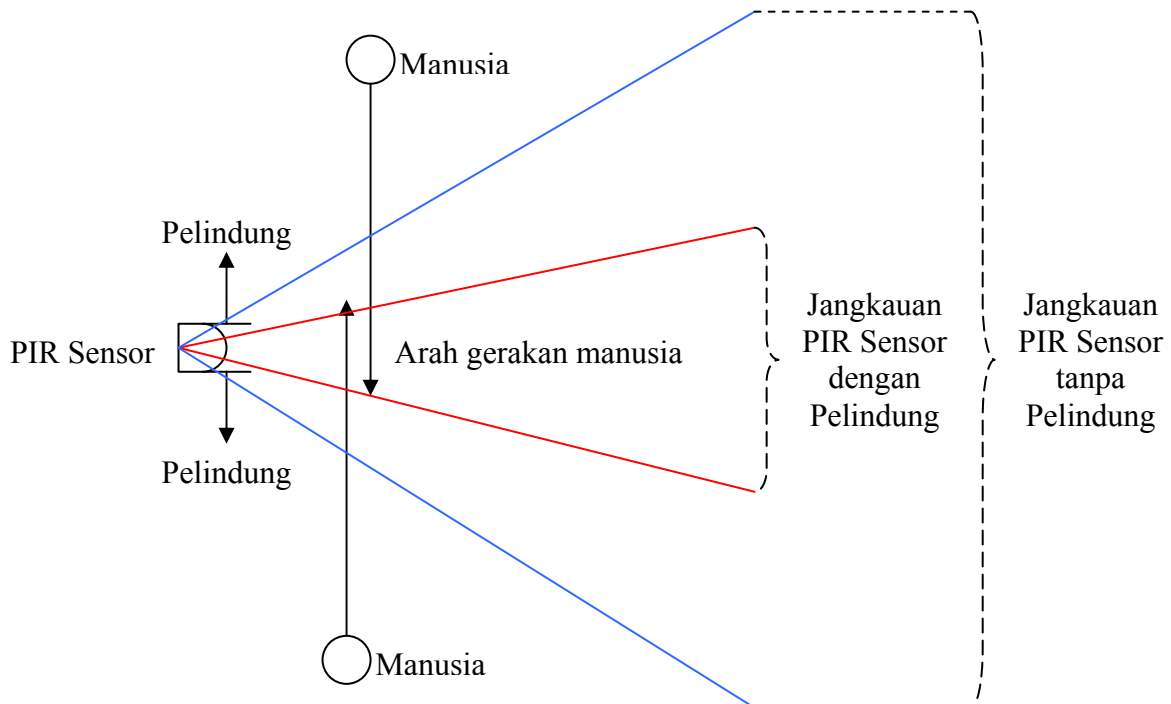 Manusia
Pelindung
PIR Sensor
Arah gerakan manusia
Jangkauan
PIR Sensor
dengan
Pelindung
Jangkauan
PIR Sensor
tanpa
Pelindung
Pelindung
Manusia